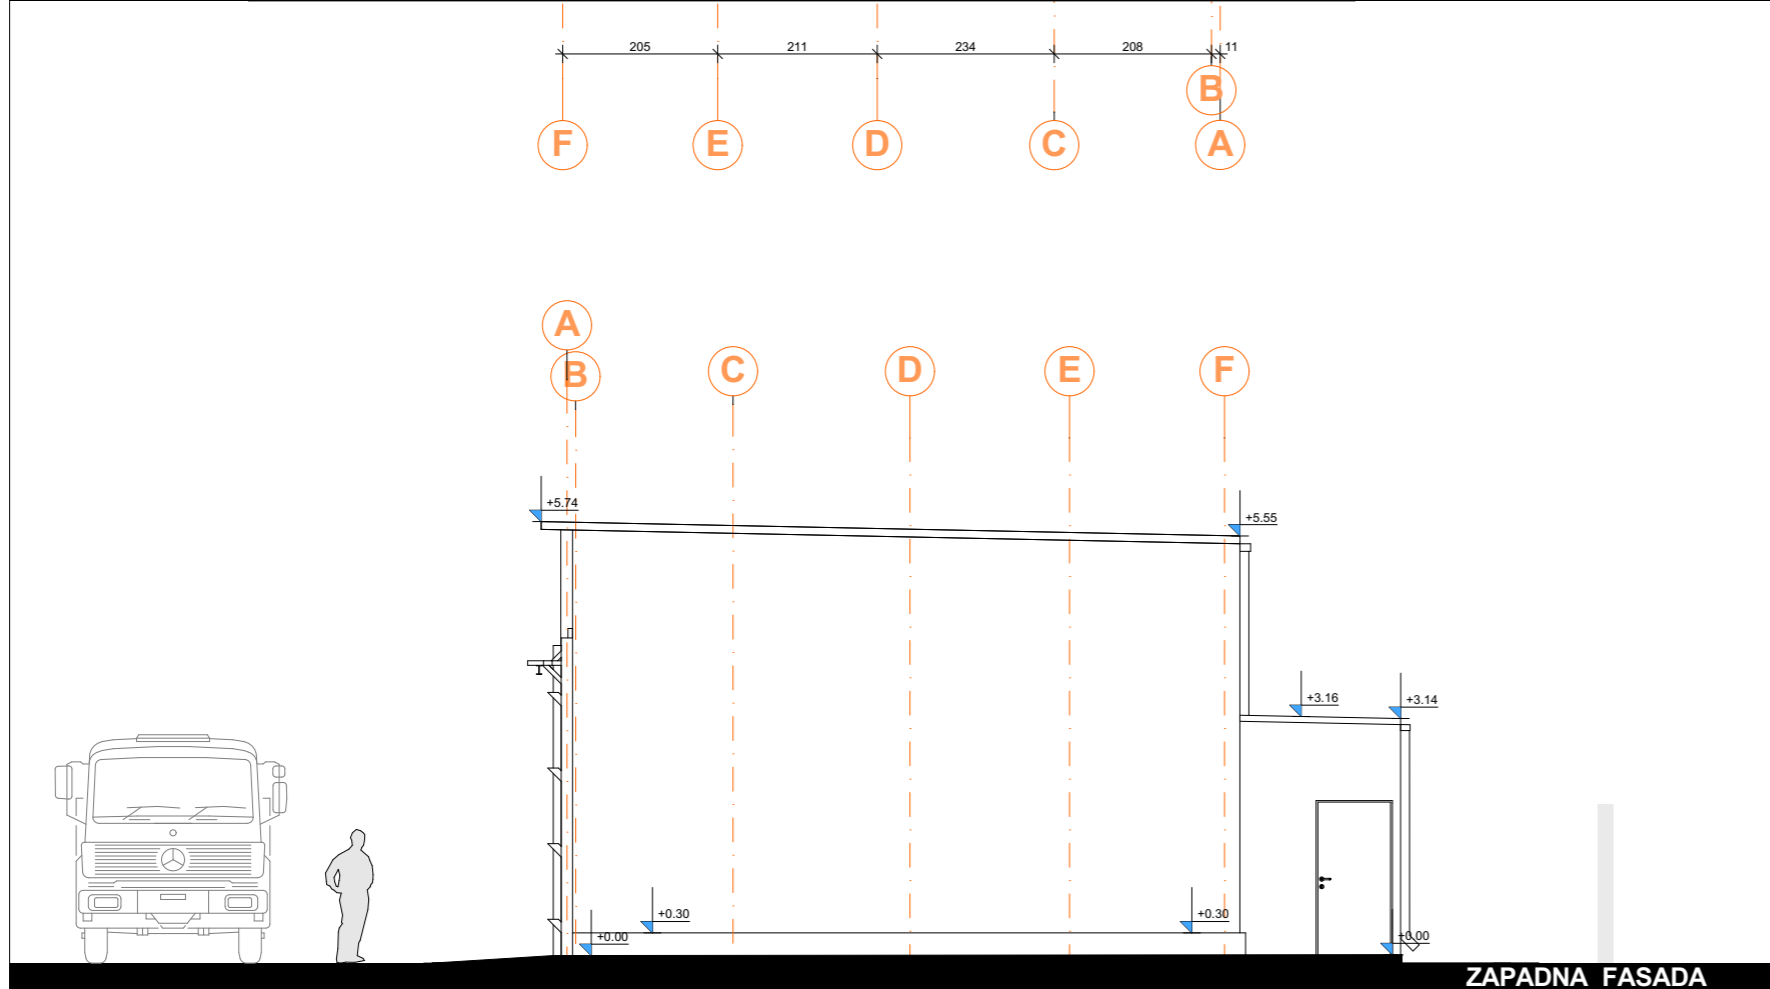 205 211 234 208 11
B
F E D C A
A
B C D E F
+5.74
+5.55
+3.16 +3.14
+0.30 +0.30
+0.00 +0.00
ZAPADNA FASADA